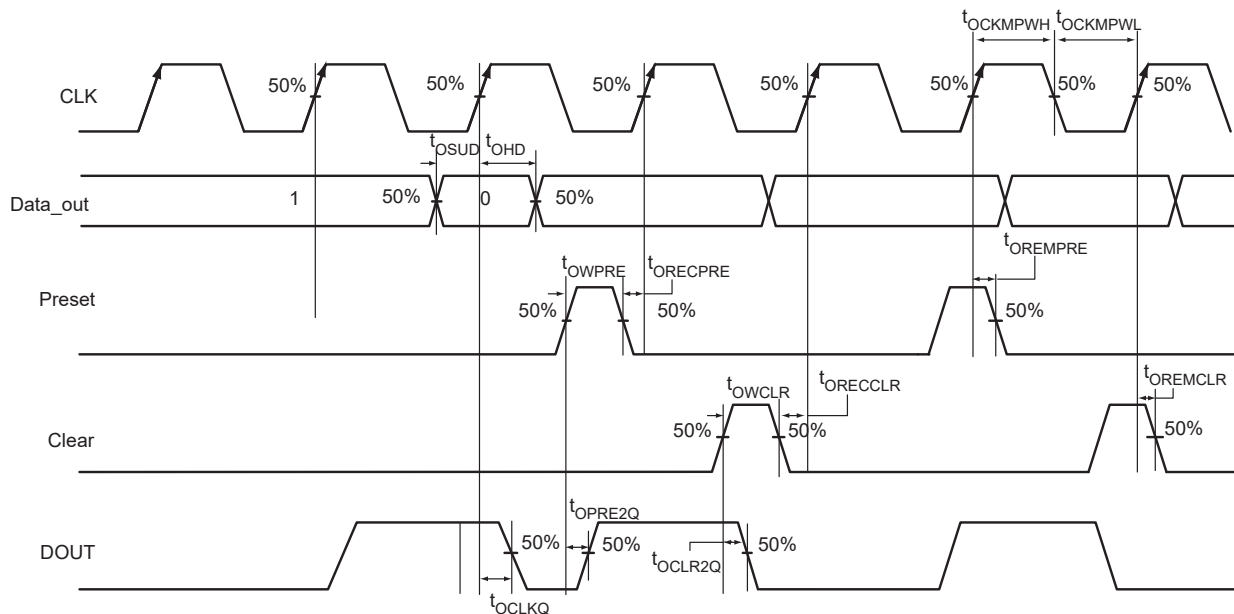 tOCKMPWH tOCKMPWL
CLK 50% 50% 50% 50% 50% 50% 50%
tOSUD tOHD
Data_out 1 50% 0 50%
tOREMPRE
tOWPRE tORECPRE
Preset 50% 50% 50%
tOWCLR tORECCLR tOREMCLR
Clear 50% 50% 50%
tOPRE2Q
DOUT 50% 50% 50%
tOCLR2Q
tOCLKQ